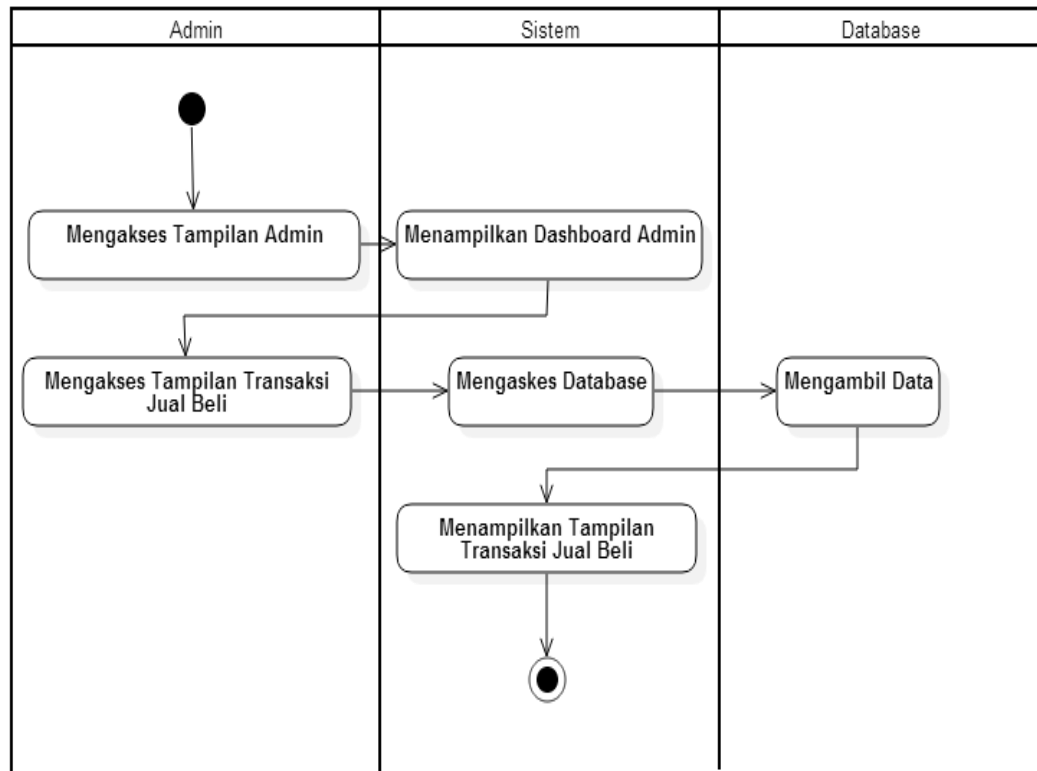 Admin
Sistem
Database
Mengakses Tampilan Admin
Menampilkan Dashboard Admin
Mengakses Tampilan Transaksi
Jual Beli
Mengaskes Database
Mengambil Data
Menampilkan Tampilan
Transaksi Jual Beli